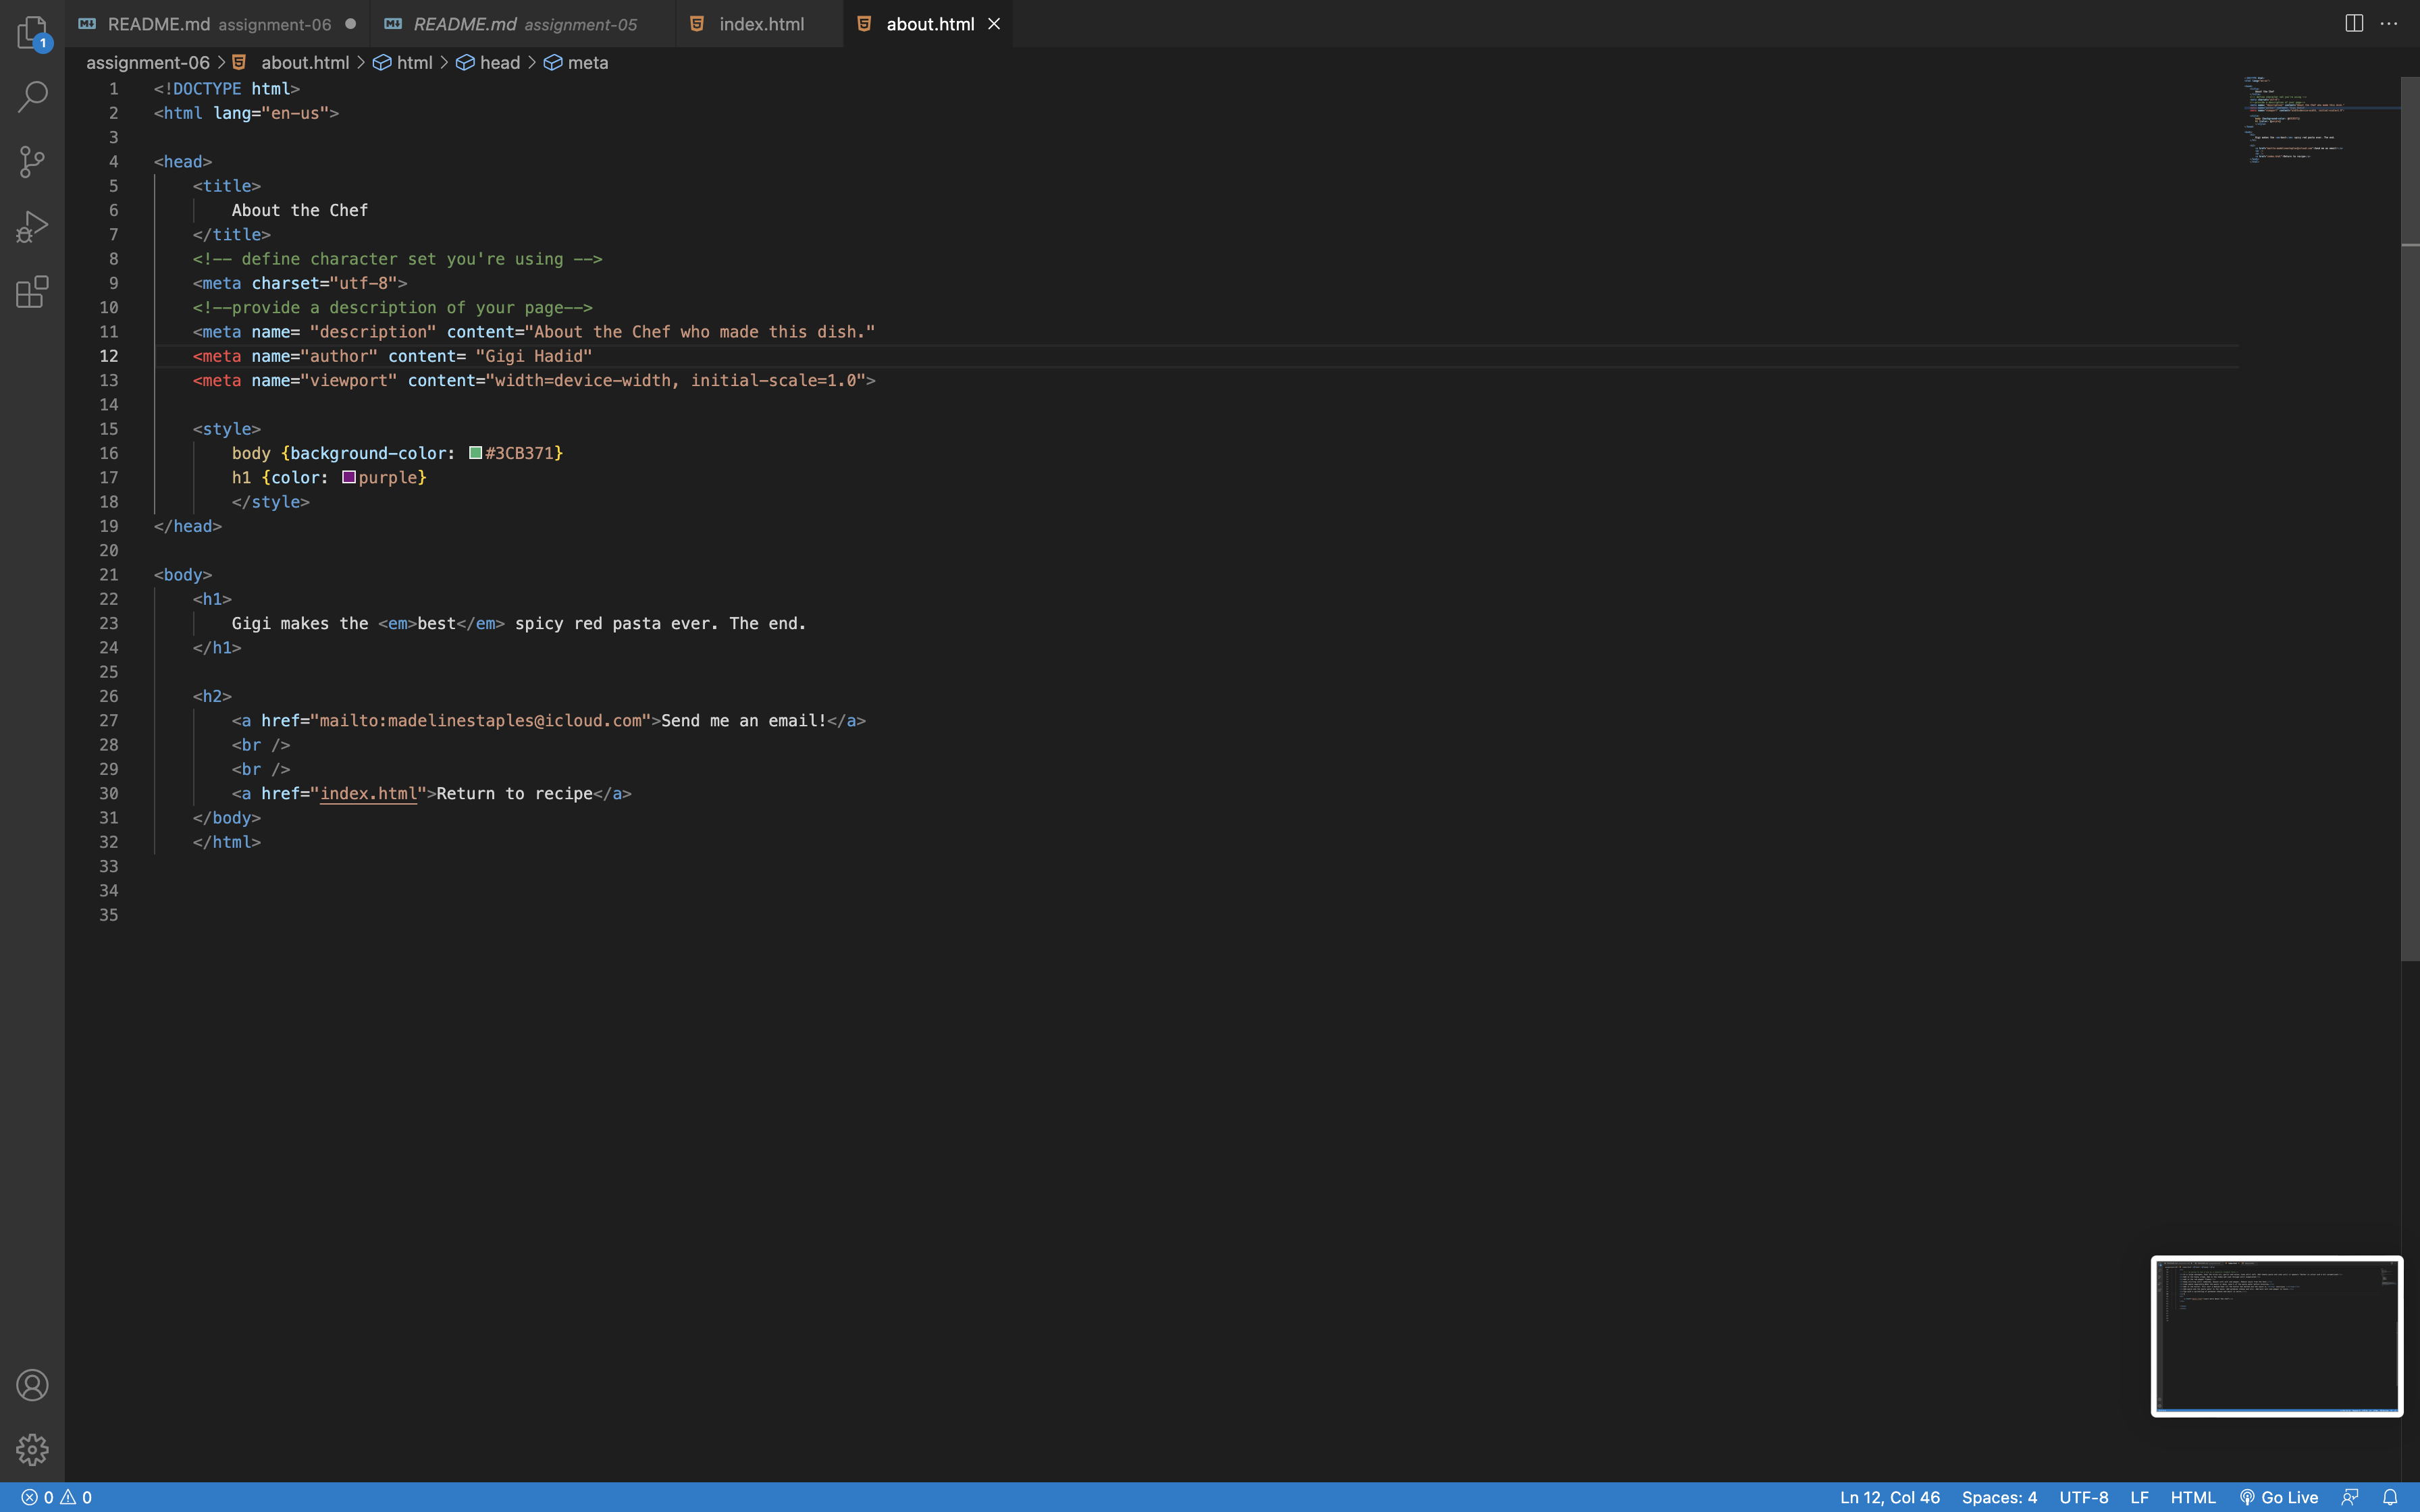 1
README.md assignment-06
README.md assignment-05
index.html
about.html
assignment-06 > about.html > html > head > meta
1 <!DOCTYPE html>
2 <html lang="en-us">
3
4 <head>
5 <title>
6 About the Chef
7 </title>
8 <!-- define character set you're using -->
9 <meta charset="utf-8">
10 <!--provide a description of your page-->
11 <meta name= "description" content="About the Chef who made this dish."
12 <meta name="author" content= "Gigi Hadid"
13 <meta name="viewport" content="width=device-width, initial-scale=1.0">
14
15 <style>
16 body {background-color: #3CB371}
17 h1 {color: purple}
18 </style>
19 </head>
20
21 <body>
22 <h1>
23 Gigi makes the <em>best</em> spicy red pasta ever. The end.
24 </h1>
25
26 <h2>
27 <a href="mailto:madelinestaples@icloud.com">Send me an email!</a>
28 <br />
29 <br />
30 <a href="index.html">Return to recipe</a>
31 </body>
32 </html>
33
34
35
0 0
Ln 12, Col 46 Spaces: 4 UTF-8 LF HTML Go Live